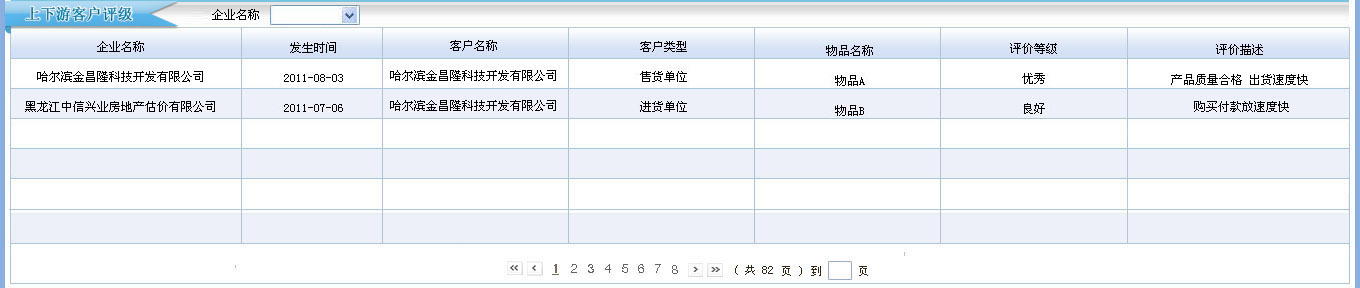 上下游客户评级 企业名称
企业名称 发生时间 客户名称 客户类型 物品名称 评价等级 评价描述
哈尔滨金昌隆科技开发有限公司 2011-08-03 哈尔滨金昌隆科技开发有限公司 售货单位 物品A 优秀 产品质量合格 出货速度快
黑龙江中信兴业房地产估价有限公司 2011-07-06 哈尔滨金昌隆科技开发有限公司 进货单位 物品B 良好 购买付款放速度快
1 2 3 4 5 6 7 8 ( 共 82 页 ) 到 页